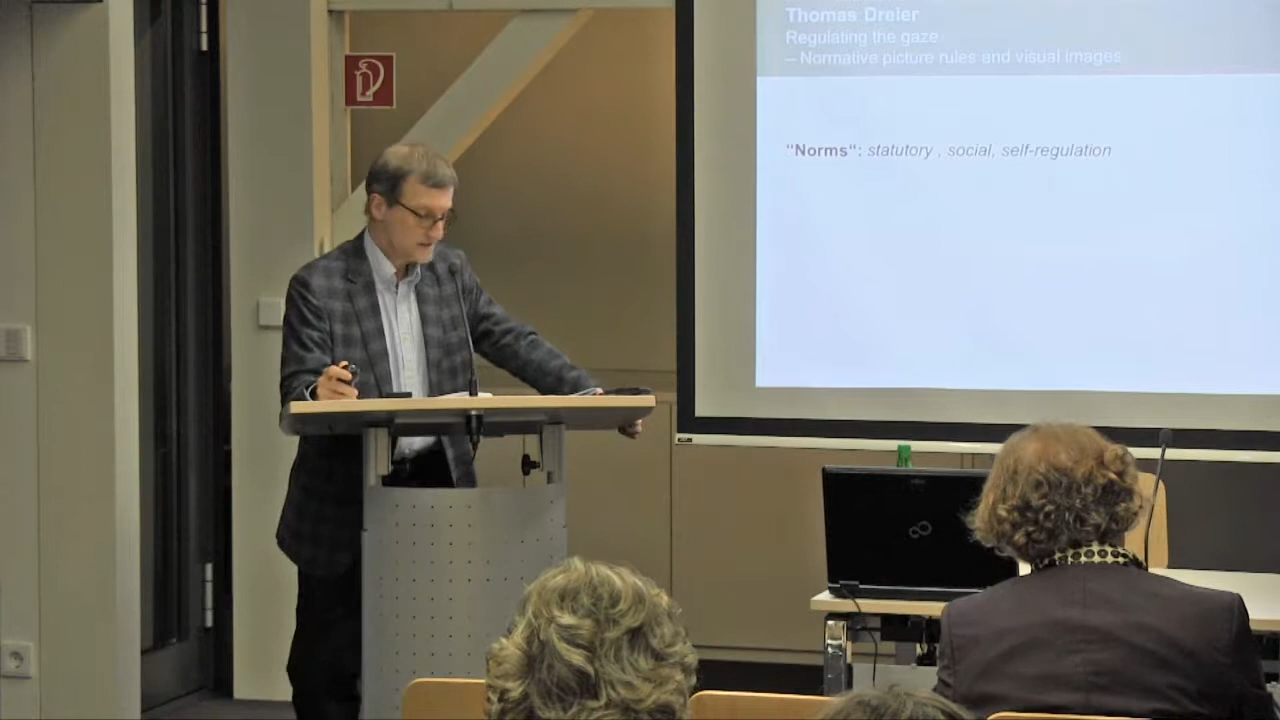 Thomas Dreier
Regulating the gaze
– Normative picture rules and visual images
"Norms": statutory , social, self-regulation